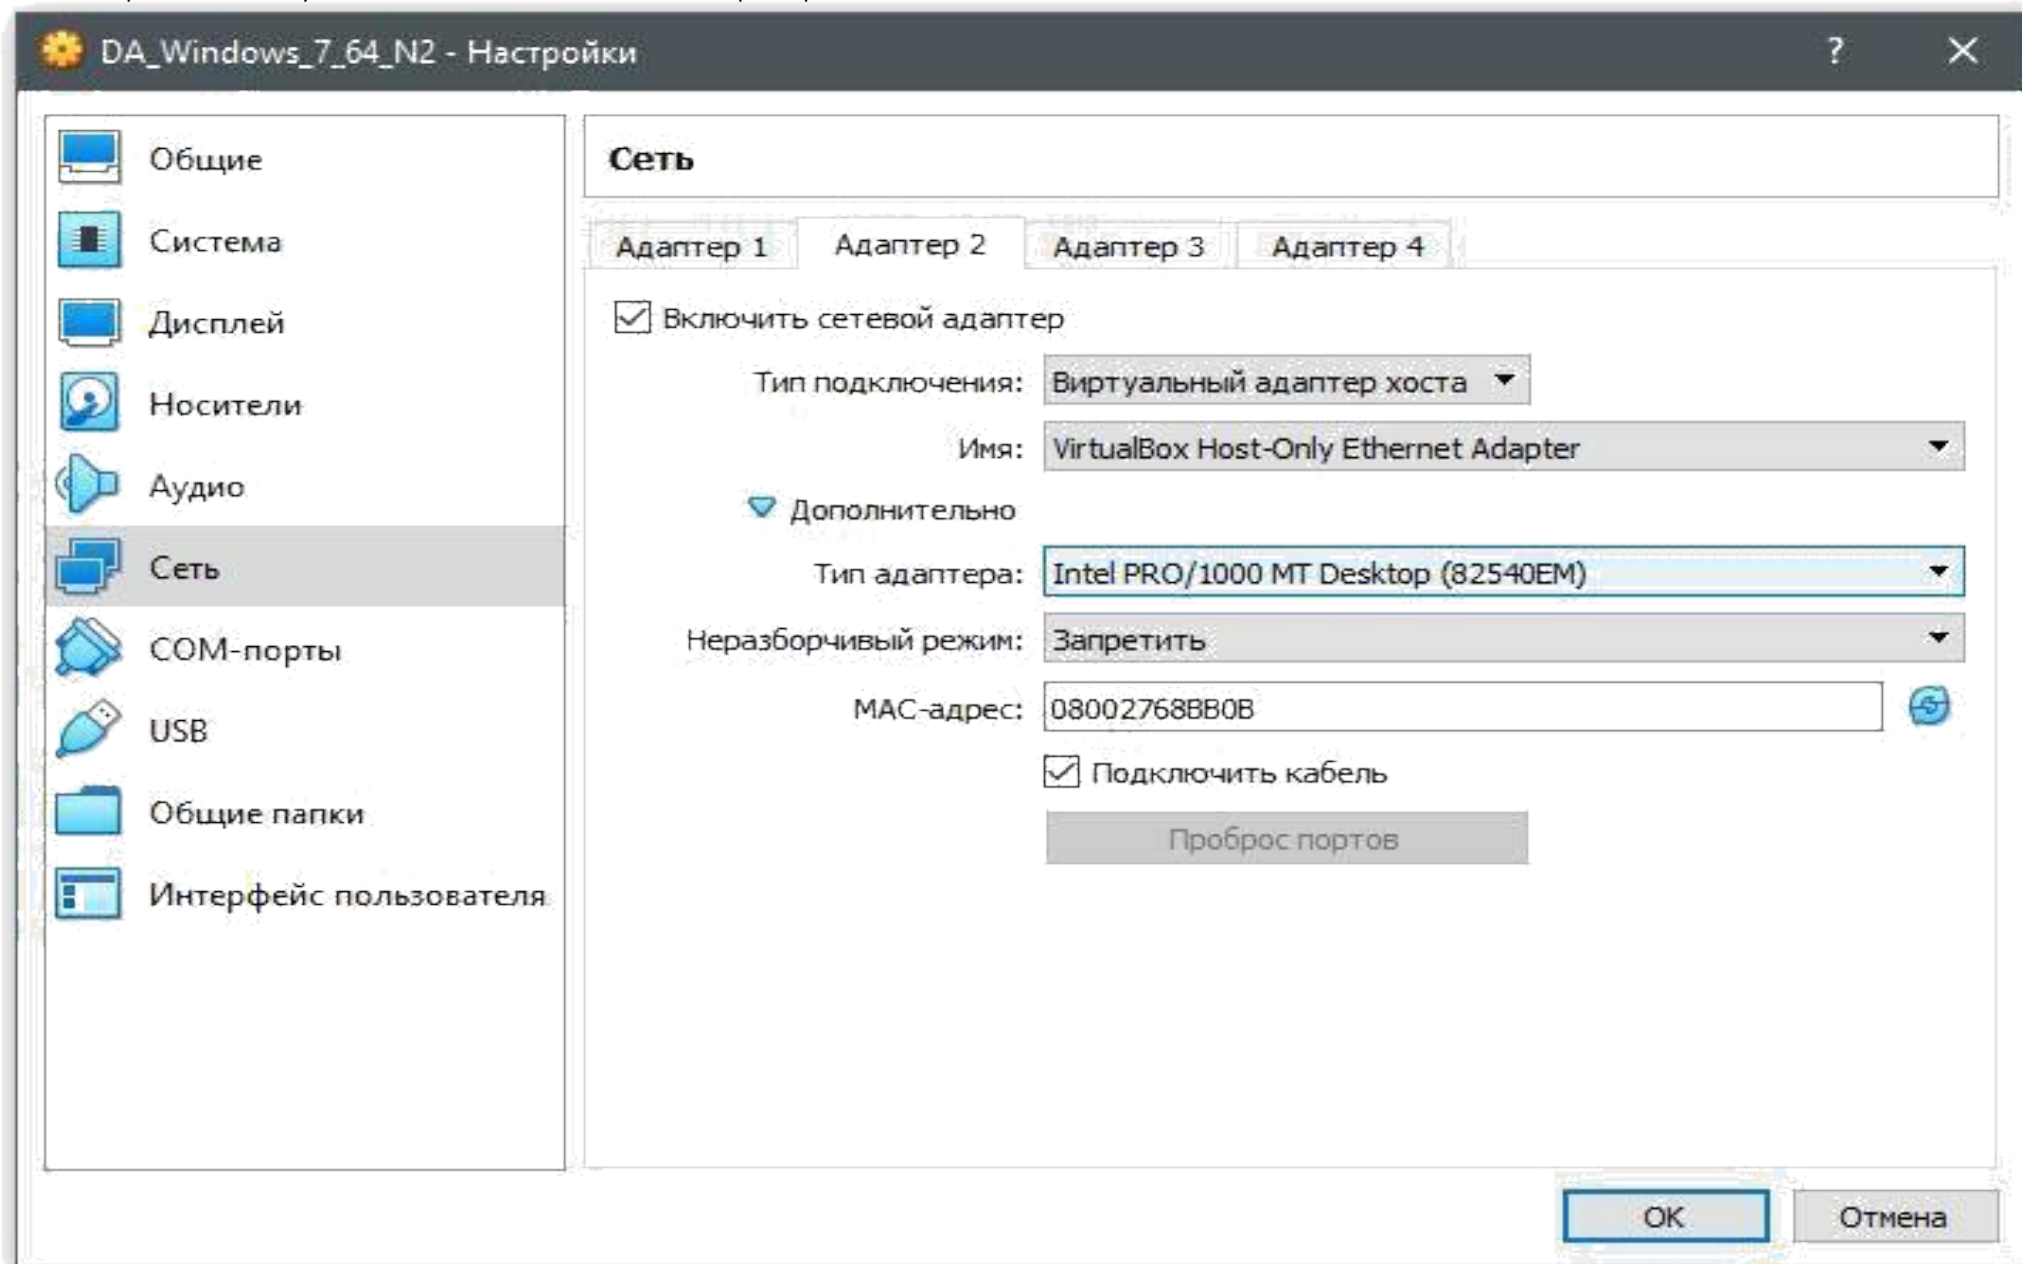 DA_Windows_7_64_N2 - Настройки
?
Общие
Система
Дисплей
Носители
Аудио
Сеть
COM-порты
USB
Общие папки
Интерфейс пользователя
Сеть
Адаптер 1 Адаптер 2 Адаптер 3 Адаптер 4
Включить сетевой адаптер
Тип подключения: Виртуальный адаптер хоста
Имя: VirtualBox Host-Only Ethernet Adapter
Дополнительно
Тип адаптера: Intel PRO/1000 MT Desktop (82540EM)
Неразборчивый режим: Запретить
MAC-адрес: 08002768BB0B
Подключить кабель
Проброс портов
OK Отмена